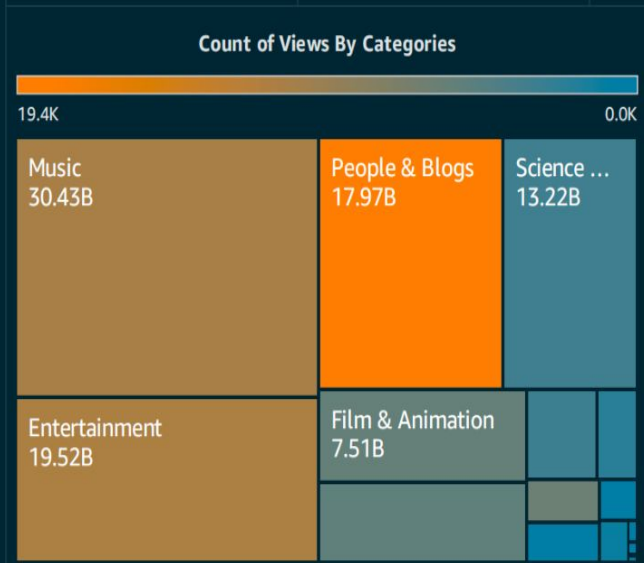 Count of Views By Categories
19.4K
0.0K
Music
30.43B
People & Blogs
17.97B
Science ...
13.22B
Entertainment
19.52B
Film & Animation
7.51B